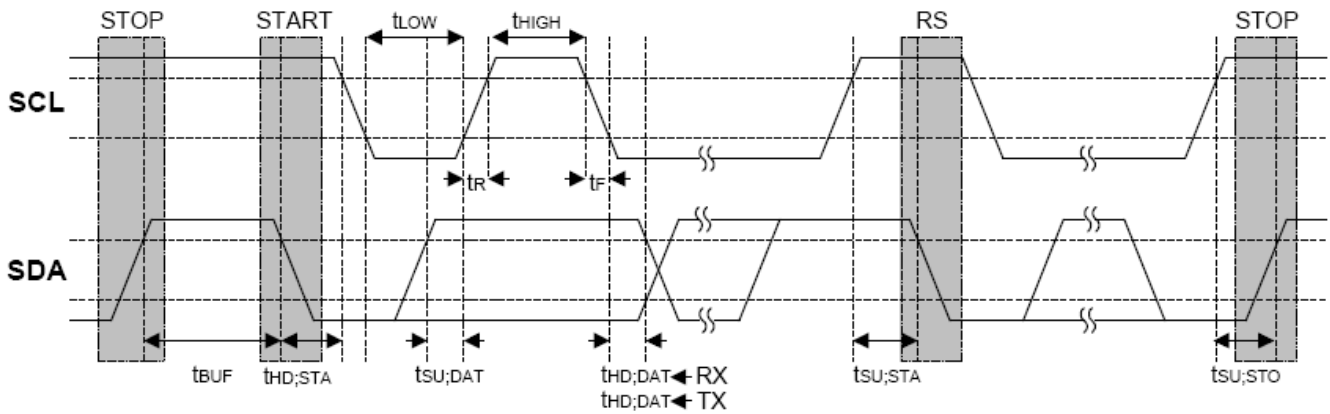 STOP START tLOW tHIGH RS STOP
SCL
tR tF
SDA
tBUF tHD;STA tSU;DAT tHD;DAT RX tSU;STA tSU;STO
tHD;DAT TX